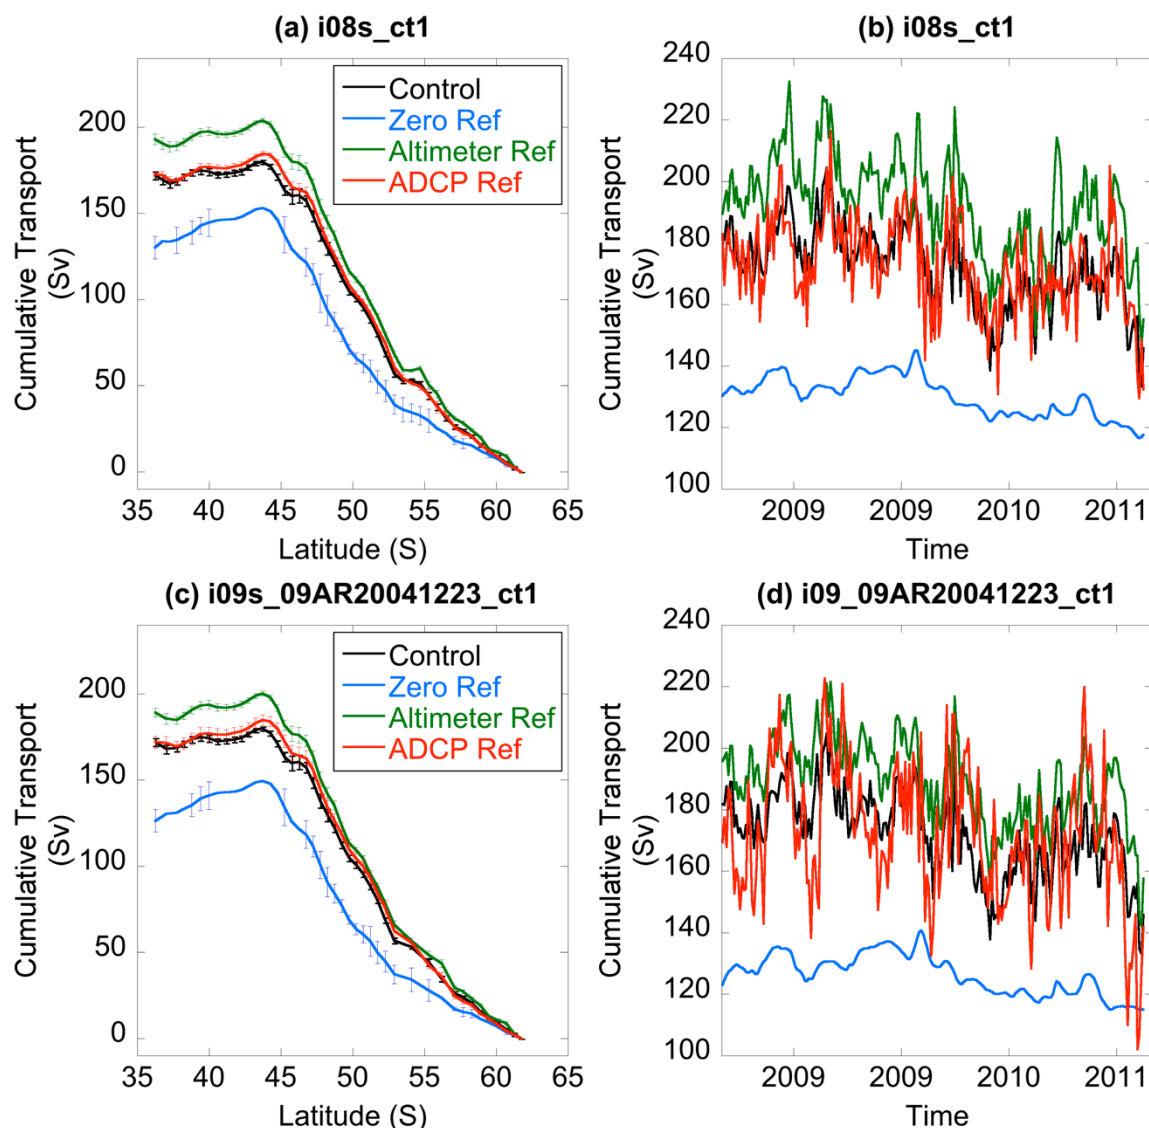 (a) i08s_ct1
Cumulative Transport
(Sv)
200
150
100
50
0
35 40 45 50 55 60 65
Latitude (S)
Control
Zero Ref
Altimeter Ref
ADCP Ref
(b) i08s_ct1
Cumulative Transport
(Sv)
240
220
200
180
160
140
120
100
2009 2009 2010 2011
Time
(c) i09s_09AR20041223_ct1
Cumulative Transport
(Sv)
200
150
100
50
0
35 40 45 50 55 60 65
Latitude (S)
Control
Zero Ref
Altimeter Ref
ADCP Ref
(d) i09_09AR20041223_ct1
Cumulative Transport
(Sv)
240
220
200
180
160
140
120
100
2009 2009 2010 2011
Time